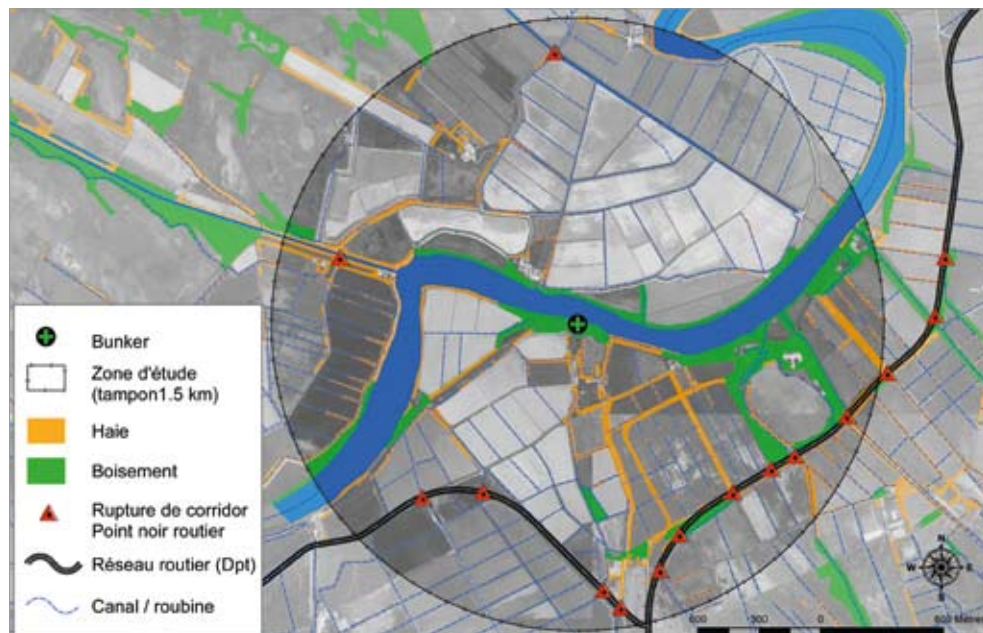 Bunker
Zone d'étude
(tampon1.5 km)
Haie
Boisement
Rupture de corridor
Point noir routier
Réseau routier (Dpt)
Canal / roubine
N
W E
S
600 300 0 600 Mètres